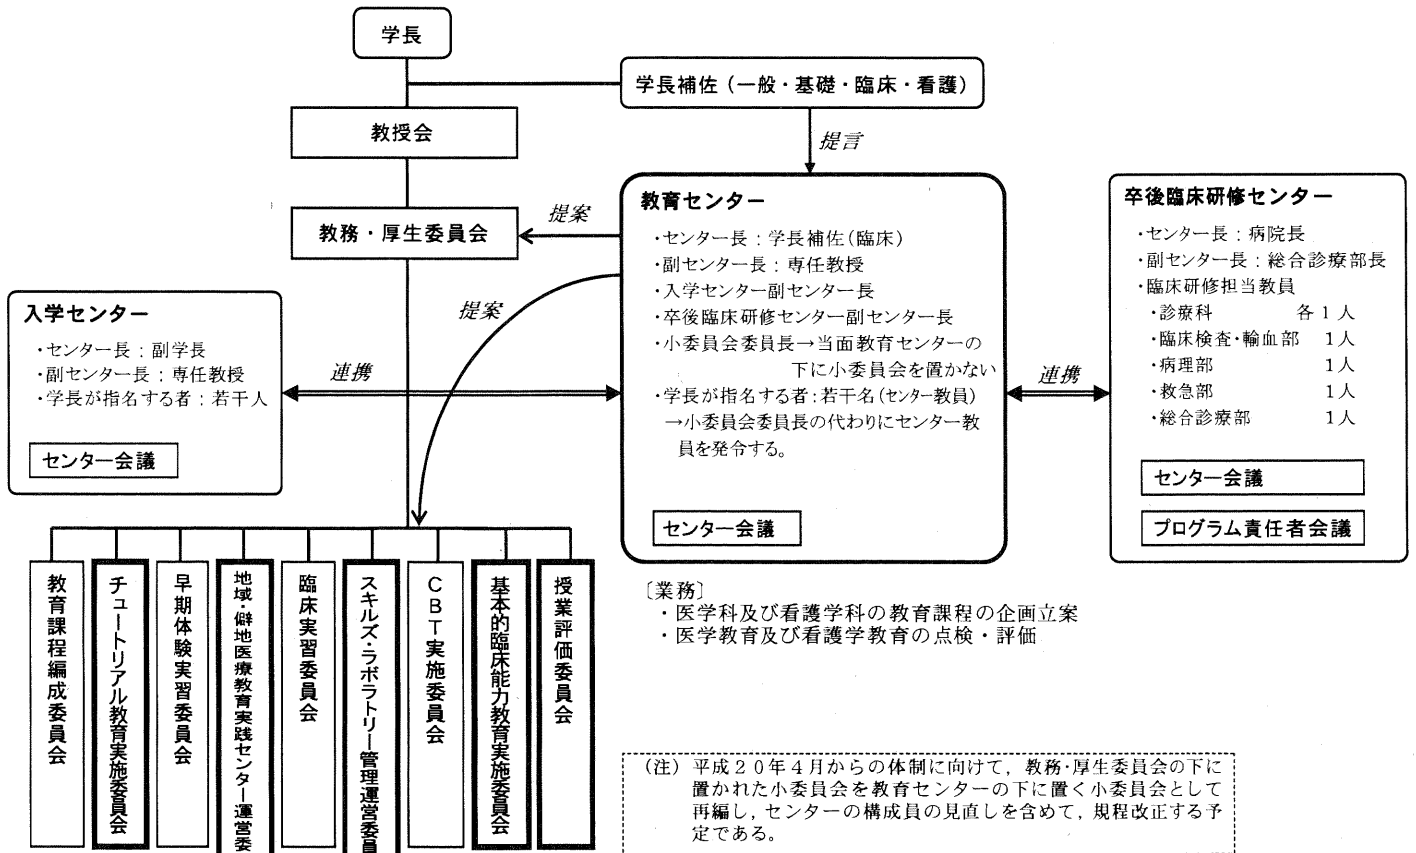 学長
学長補佐（一般・基礎・臨床・看護）
教授会
提言
教務・厚生委員会
提案
提案
教育センター
・センター長：学長補佐（臨床）
・副センター長：専任教授
・入学センター副センター長
・卒後臨床研修センター副センター長
・小委員会委員長→当面教育センターの
下に小委員会を置かない
・学長が指名する者：若干名（センター教員）
→小委員会委員長の代わりにセンター教
員を発令する。
センター会議
卒後臨床研修センター
・センター長：病院長
・副センター長：総合診療部長
・臨床研修担当教員
・診療科　各１人
・臨床検査・輸血部　１人
・病理部　１人
・救急部　１人
・総合診療部　１人
センター会議
プログラム責任者会議
入学センター
・センター長：副学長
・副センター長：専任教授
・学長が指名する者：若干人
センター会議
連携
連携
教育課程編成委員会
チュートリアル教育実施委員会
早期体験実習委員会
地域・僻地医療教育実践センター運営委
臨床実習委員会
スキルズ・ラボラトリー管理運営委員
ＣＢＴ実施委員会
基本的臨床能力教育実施委員会
授業評価委員会
〔業務〕
・医学科及び看護学科の教育課程の企画立案
・医学教育及び看護学教育の点検・評価
（注）平成２０年４月からの体制に向けて，教務・厚生委員会の下に
置かれた小委員会を教育センターの下に置く小委員会として
再編し，センターの構成員の見直しを含めて，規程改正する予
定である。